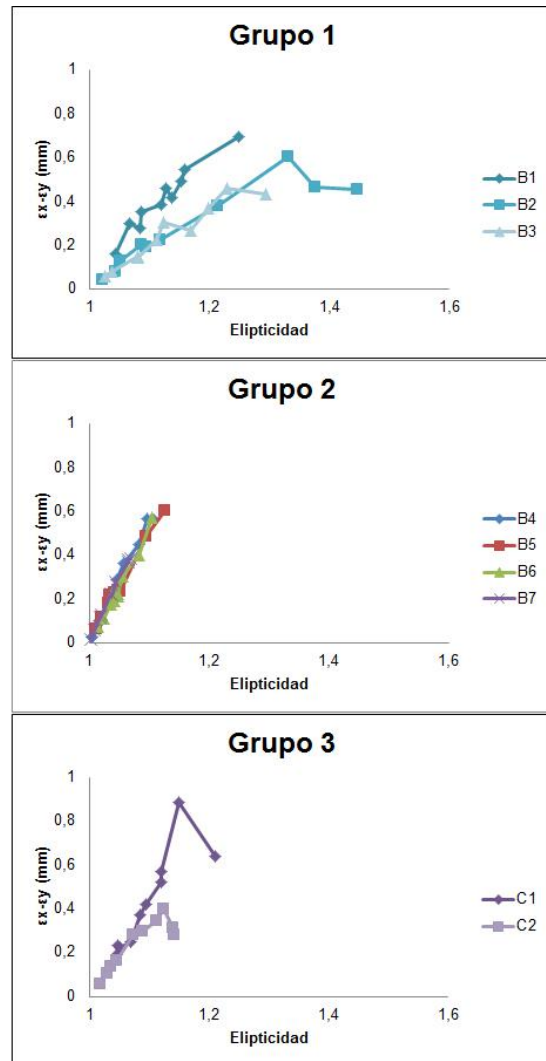 Grupo 1
1
0,8
0,6
0,4
0,2
0
εx-εy (mm)
1
1,2
1,4
1,6
Elipticidad
B1
B2
B3
Grupo 2
1
0,8
0,6
0,4
0,2
0
εx-εy (mm)
1
1,2
1,4
1,6
Elipticidad
B4
B5
B6
B7
Grupo 3
1
0,8
0,6
0,4
0,2
0
εx-εy (mm)
1
1,2
1,4
1,6
Elipticidad
C1
C2